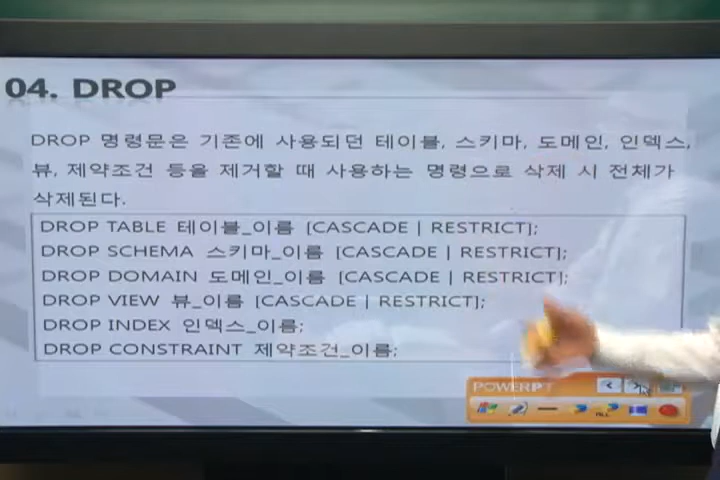 04. DROP
DROP 명령문은 기존에 사용되던 테이블, 스키마, 도메인, 인덱스,
뷰, 제약조건 등을 제거할 때 사용하는 명령으로 삭제 시 전체가
삭제된다.
DROP TABLE 테이블_이름 [CASCADE | RESTRICT];
DROP SCHEMA 스키마_이름 [CASCADE | RESTRICT];
DROP DOMAIN 도메인_이름 [CASCADE | RESTRICT];
DROP VIEW 뷰_이름 [CASCADE | RESTRICT];
DROP INDEX 인덱스_이름;
DROP CONSTRAINT 제약조건_이름;
POWERPT
ALL